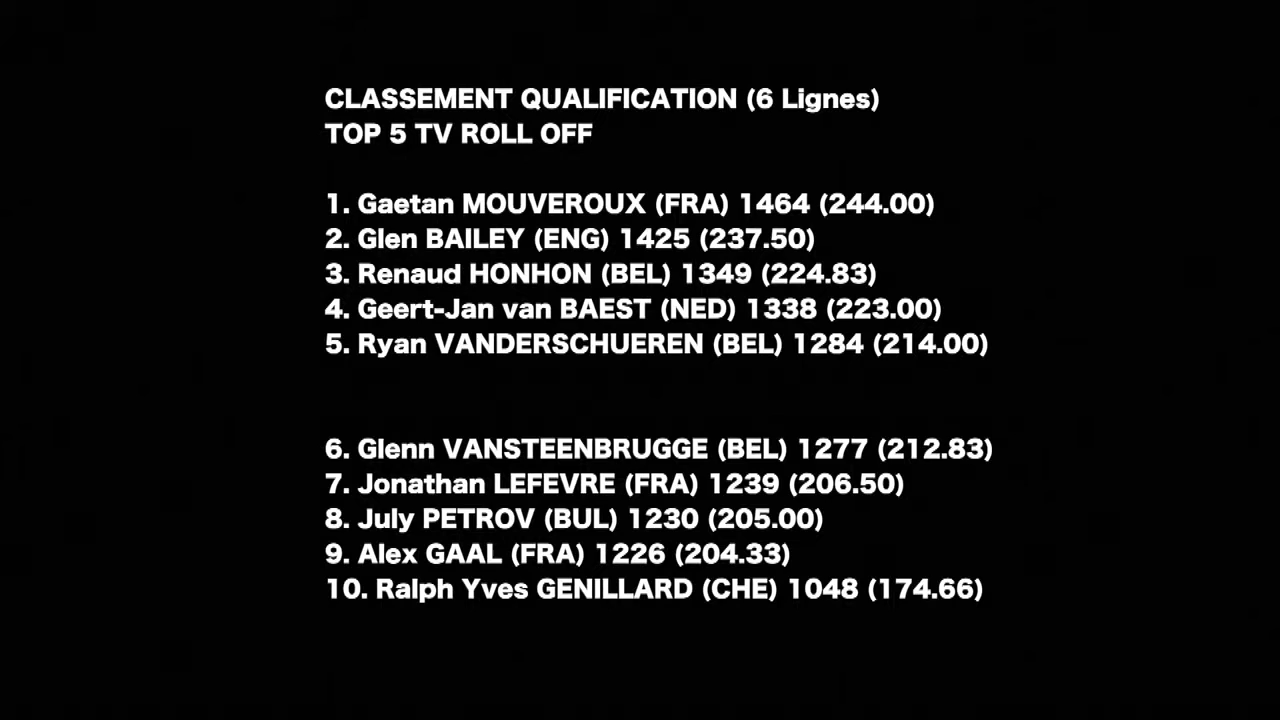 CLASSEMENT QUALIFICATION (6 Lignes)
TOP 5 TV ROLL OFF
1. Gaetan MOUVEROUX (FRA) 1464 (244.00)
2. Glen BAILEY (ENG) 1425 (237.50)
3. Renaud HONHON (BEL) 1349 (224.83)
4. Geert-Jan van BAEST (NED) 1338 (223.00)
5. Ryan VANDERSCHUEREN (BEL) 1284 (214.00)
6. Glenn VANSTEENBRUGGE (BEL) 1277 (212.83)
7. Jonathan LEFEVRE (FRA) 1239 (206.50)
8. July PETROV (BUL) 1230 (205.00)
9. Alex GAAL (FRA) 1226 (204.33)
10. Ralph Yves GENILLARD (CHE) 1048 (174.66)